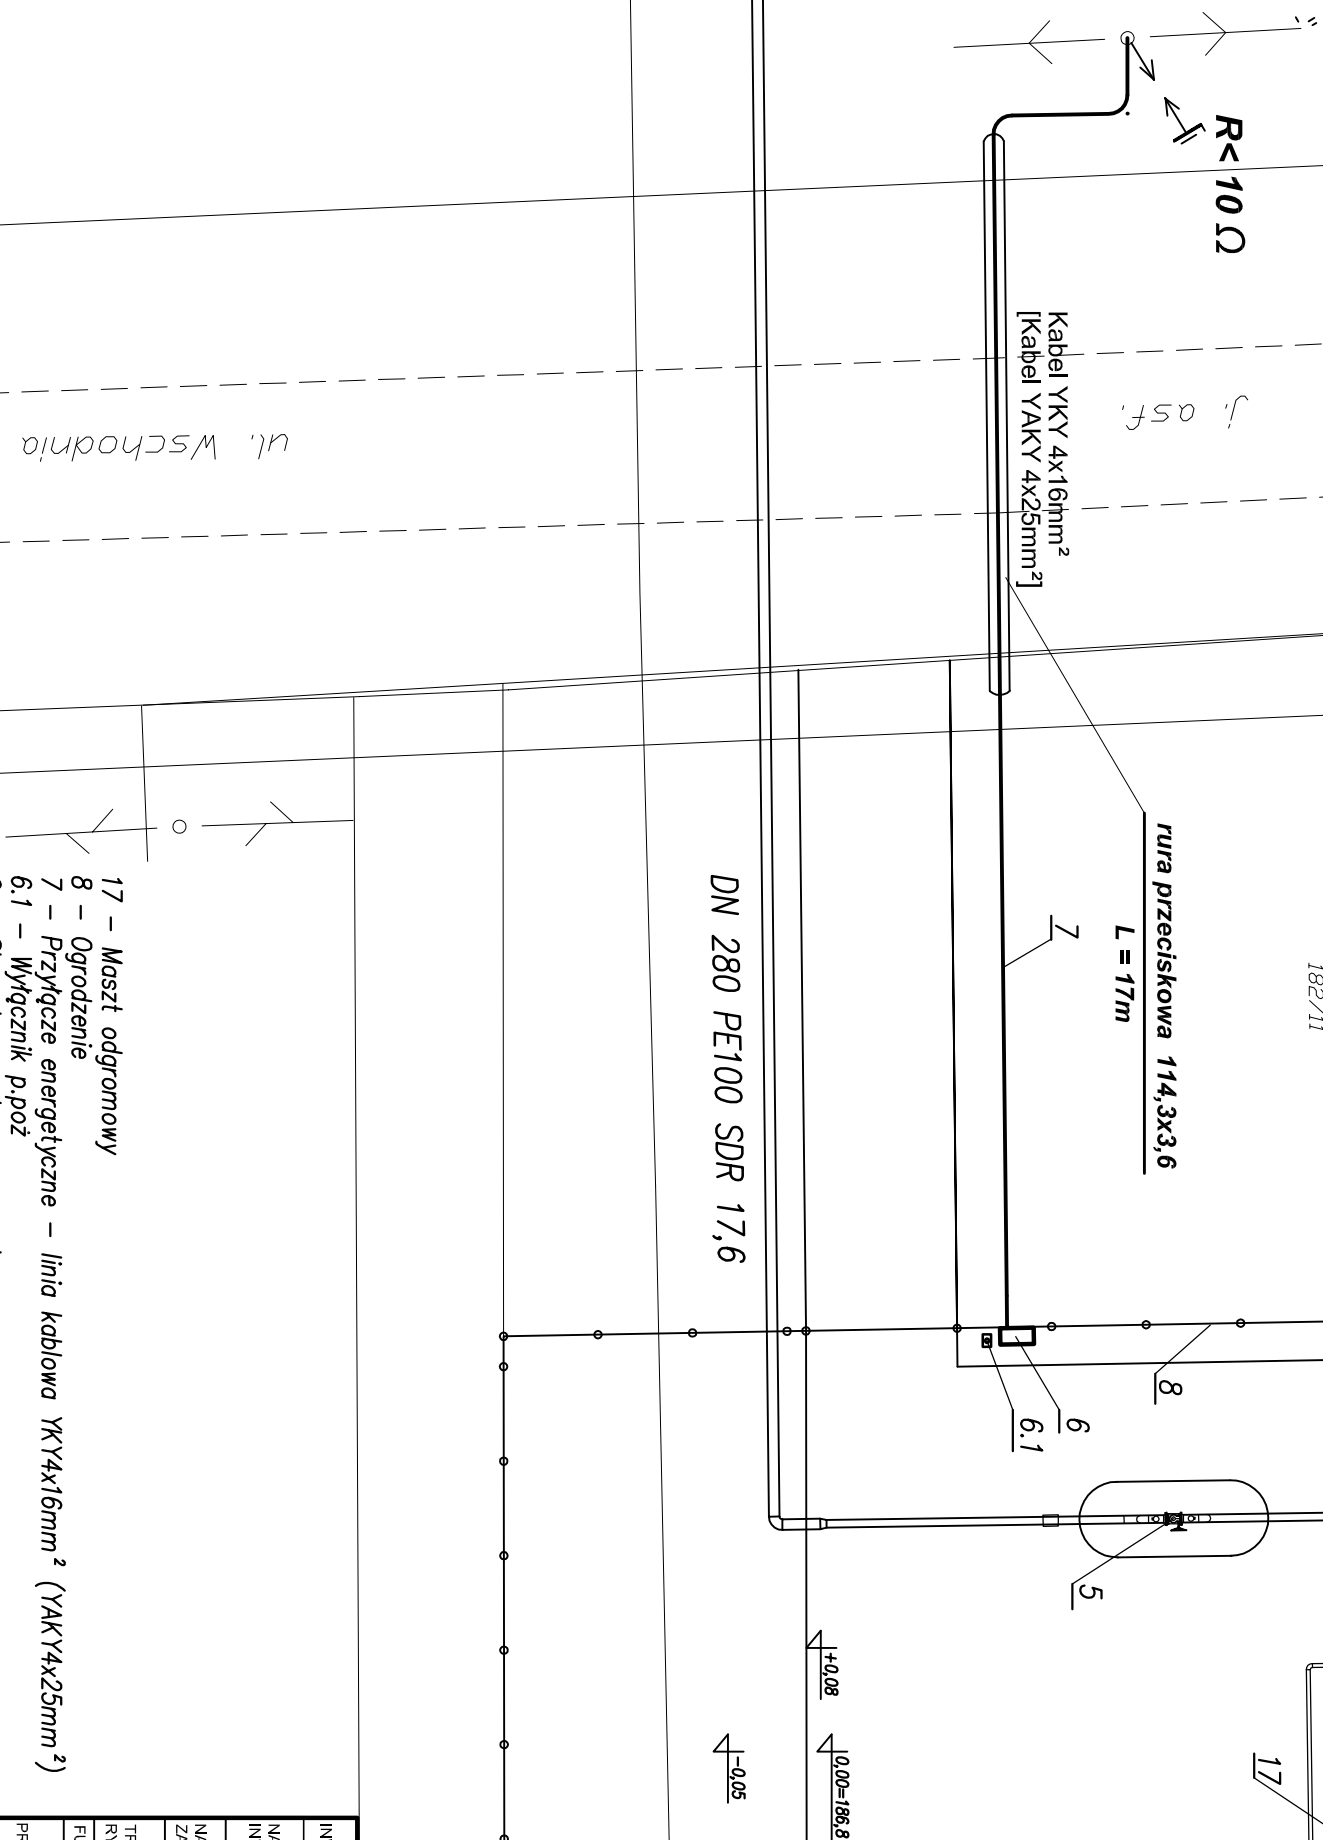 R< 10 Ω
Kabel YKY 4x16mm²
[Kabel YAKY 4x25mm²]
j. asf.
ul. Wschodnia
rura przeciskowa 114,3x3,6
L = 17m
182/11
7
DN 280 PE100 SDR 17,6
8
6
6.1
5
+0,08
0,00=186,8
-0,05
17
17 – Maszt odgromowy
8 – Ogrodzenie
7 – Przyłącze energetyczne – linia kablowa YKY4x16mm² (YAKY4x25mm²)
6.1 – Wyłącznik p.poż